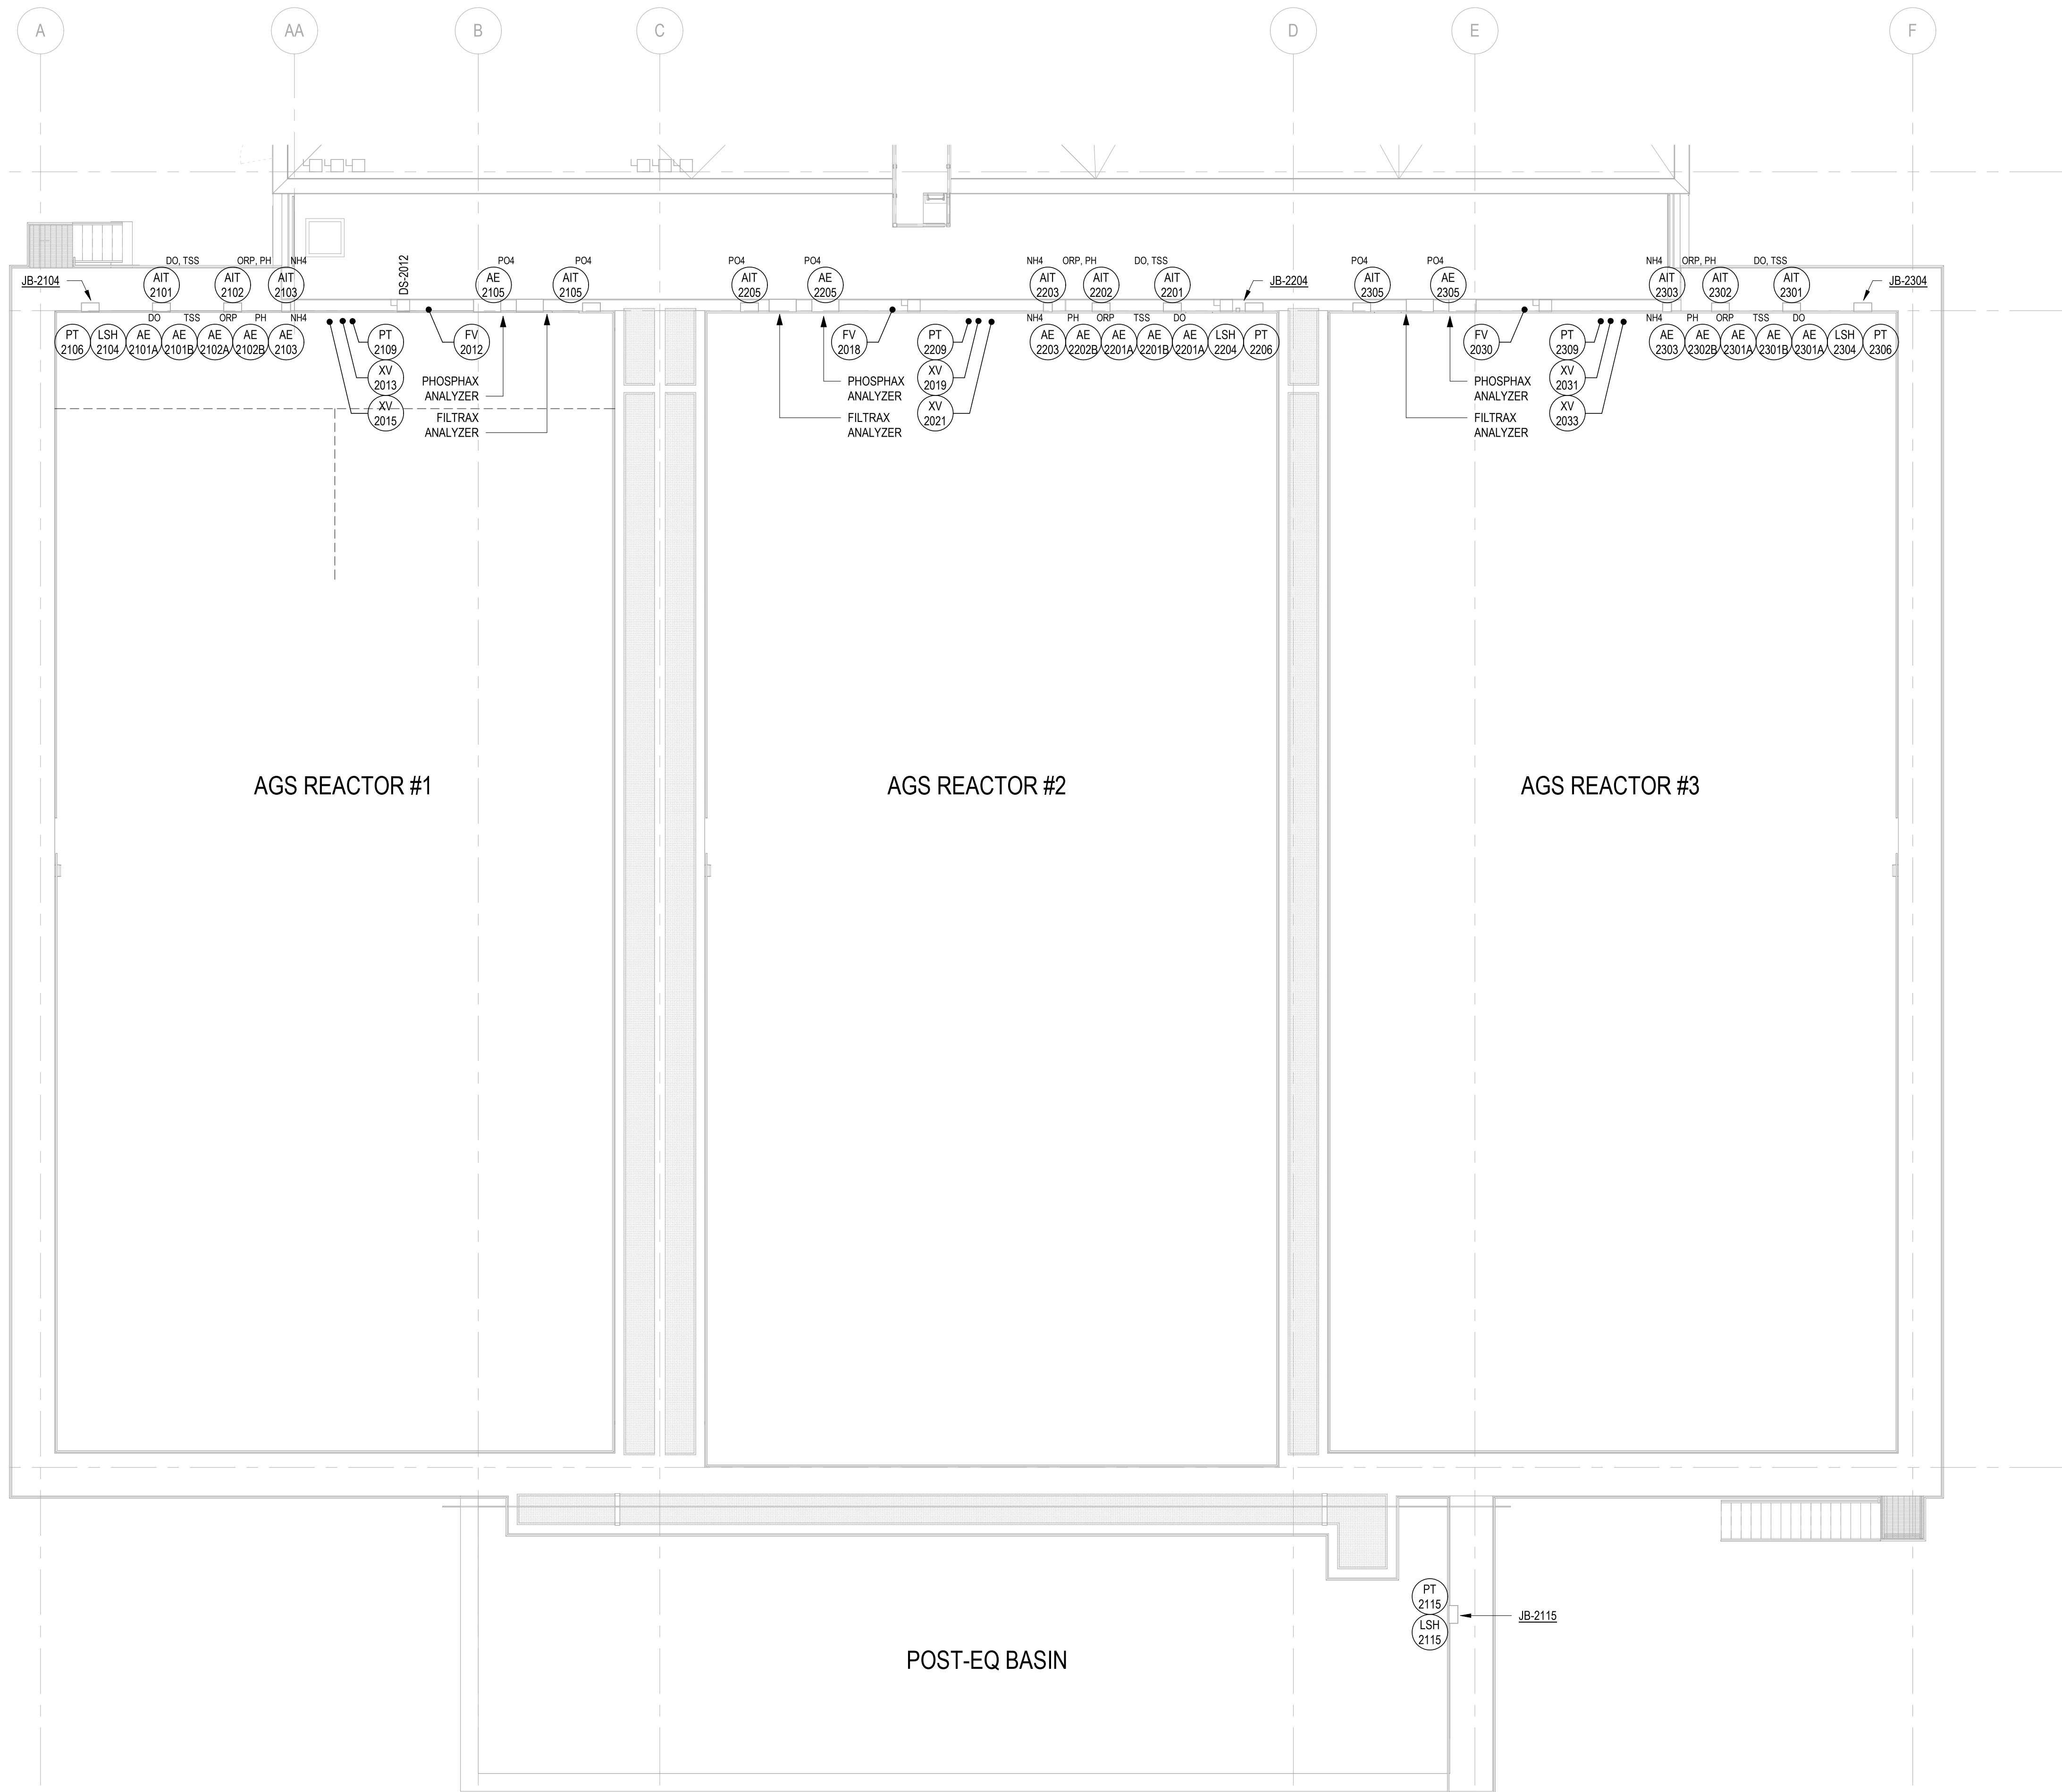 A
AA
B
C
D
E
F
DO, TSS
ORP, PH
NH4
DS-2012
PO4
PO4
PO4
PO4
NH4
ORP, PH
DO, TSS
PO4
PO4
NH4
ORP, PH
DO, TSS
JB-2104
AIT
2101
AIT
2102
AIT
2103
AE
2105
AIT
2105
AIT
2205
AE
2205
AIT
2203
AIT
2202
AIT
2201
JB-2204
AIT
2305
AE
2305
AIT
2303
AIT
2302
AIT
2301
JB-2304
DO
TSS
ORP
PH
NH4
NH4
PH
ORP
TSS
DO
NH4
PH
ORP
TSS
DO
PT
2106
LSH
2104
AE
2101A
AE
2101B
AE
2102A
AE
2102B
AE
2103
PT
2109
FV
2012
XV
2013
XV
2015
PHOSPHAX
ANALYZER
FILTRAX
ANALYZER
FV
2018
PT
2209
XV
2019
XV
2021
PHOSPHAX
ANALYZER
FILTRAX
ANALYZER
AE
2203
AE
2202B
AE
2201A
AE
2201B
AE
2201A
LSH
2204
PT
2206
FV
2030
PT
2309
XV
2031
XV
2033
PHOSPHAX
ANALYZER
FILTRAX
ANALYZER
AE
2303
AE
2302B
AE
2301A
AE
2301B
AE
2301A
LSH
2304
PT
2306
AGS REACTOR #1
AGS REACTOR #2
AGS REACTOR #3
PT
2115
LSH
2115
JB-2115
POST-EQ BASIN